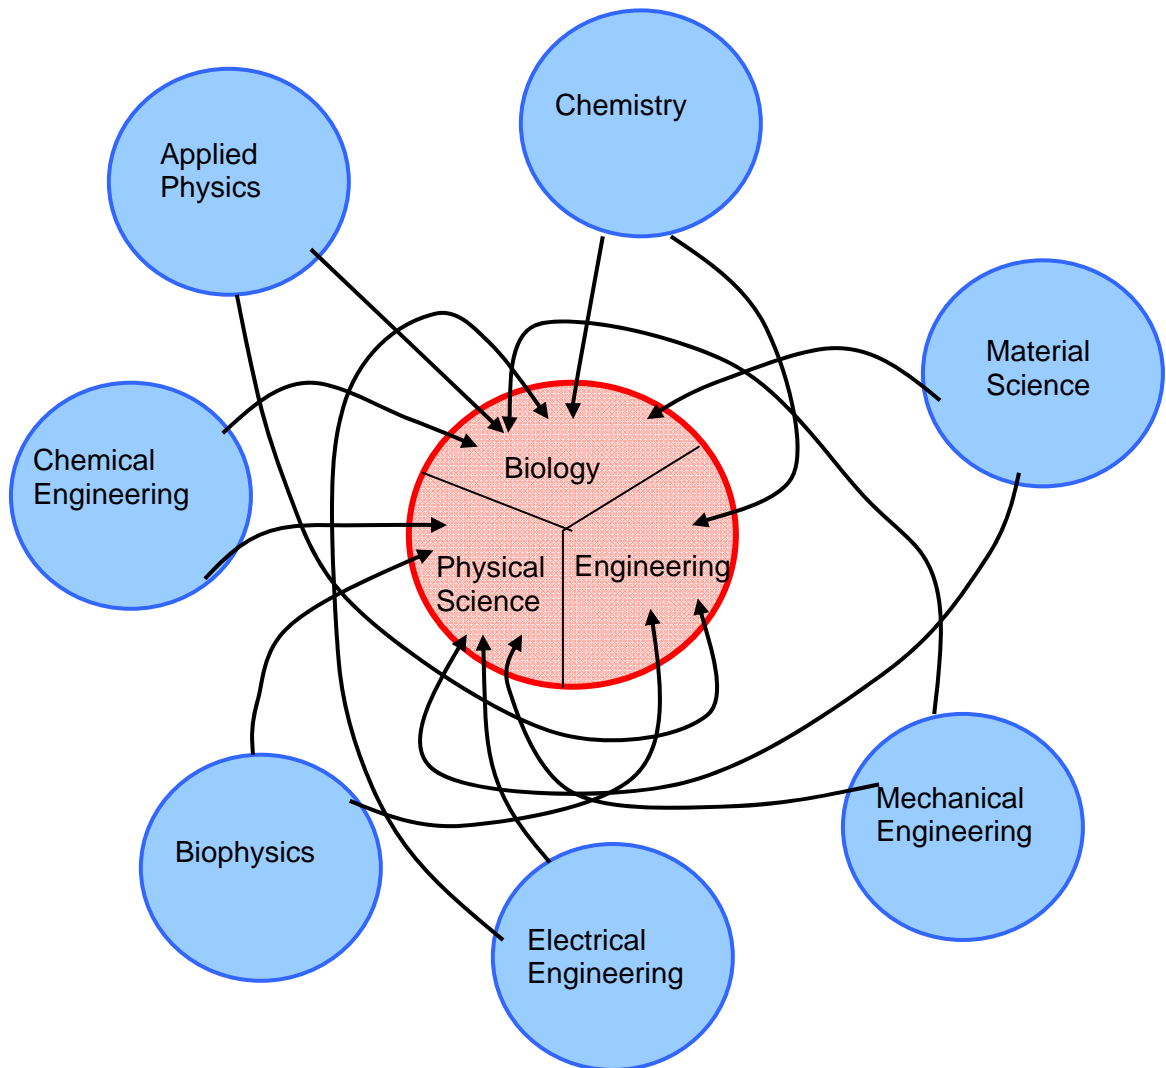 Chemistry
Applied
Physics
Material
Science
Chemical
Engineering
Biology
Physical
Science
Engineering
Mechanical
Engineering
Biophysics
Electrical
Engineering